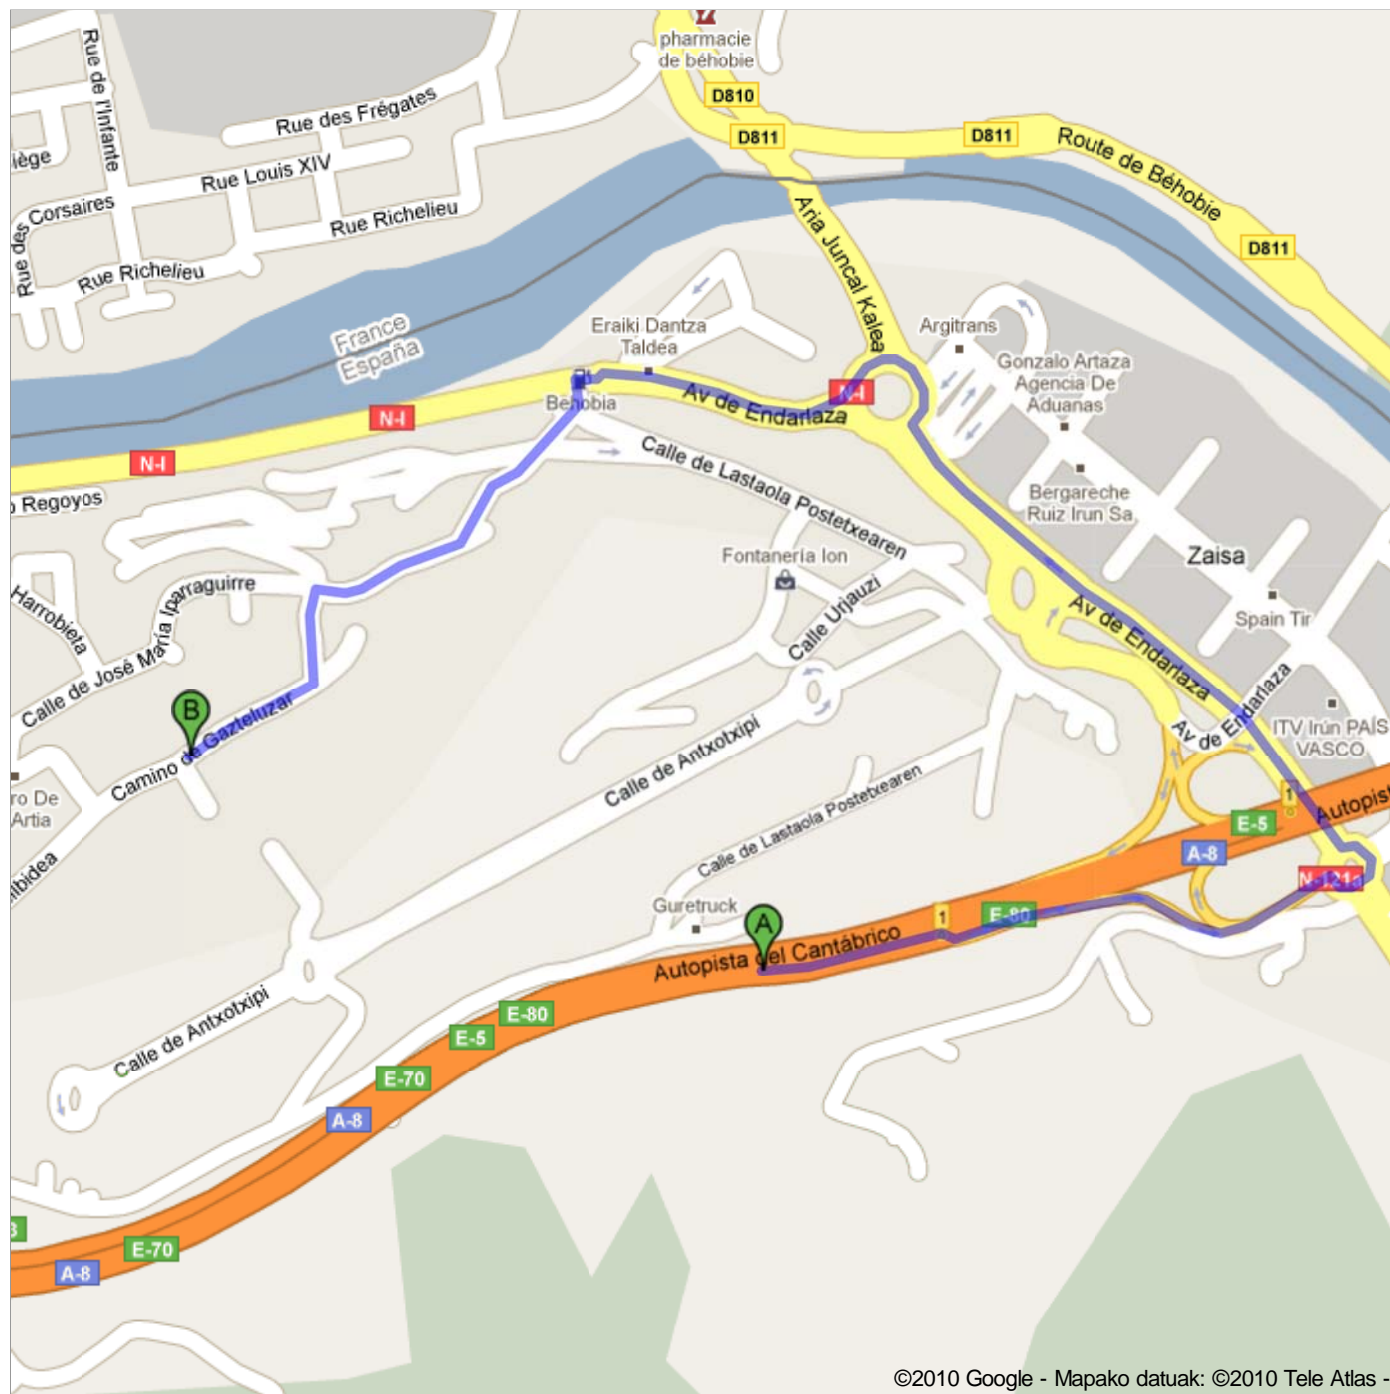 pharmacie
de béhobie
Rue de l'Infante
D810
Rue des Frégates
D811
D811
Route de Béhobie
iège
Rue Louis XIV
Corsaires
Rue des
Rue Richelieu
Aria Juncal Kalea
D811
Rue Richelieu
France
España
Eraiki Dantza
Taldea
Argitrans
Gonzalo Artaza
Agencia De
Aduanas
N-I
Behobia
Av de Endarlaza
N-I
N-I
Calle de Lastaola Postetxearen
Regoyos
Bergareche
Ruiz Irun Sa
Fontanería Ion
Zaisa
Harrobieta
Calle de José María Iparraguirre
Calle Urjauzi
Av de Endarlaza
Spain Tir
B
Camino de Gazteluzar
Av de Endarlaza
ITV Irún PAÍS
VASCO
Calle de Antxotxipi
ro De
Artia
Calle de Lastaola Postetxearen
1
Autopist
E-5
A-8
ilbidea
N-121a
Guretruck
A
1
E-80
Autopista del Cantábrico
Calle de Antxotxipi
E-80
E-5
E-70
A-8
E-70
A-8
©2010 Google - Mapako datuak: ©2010 Tele Atlas -